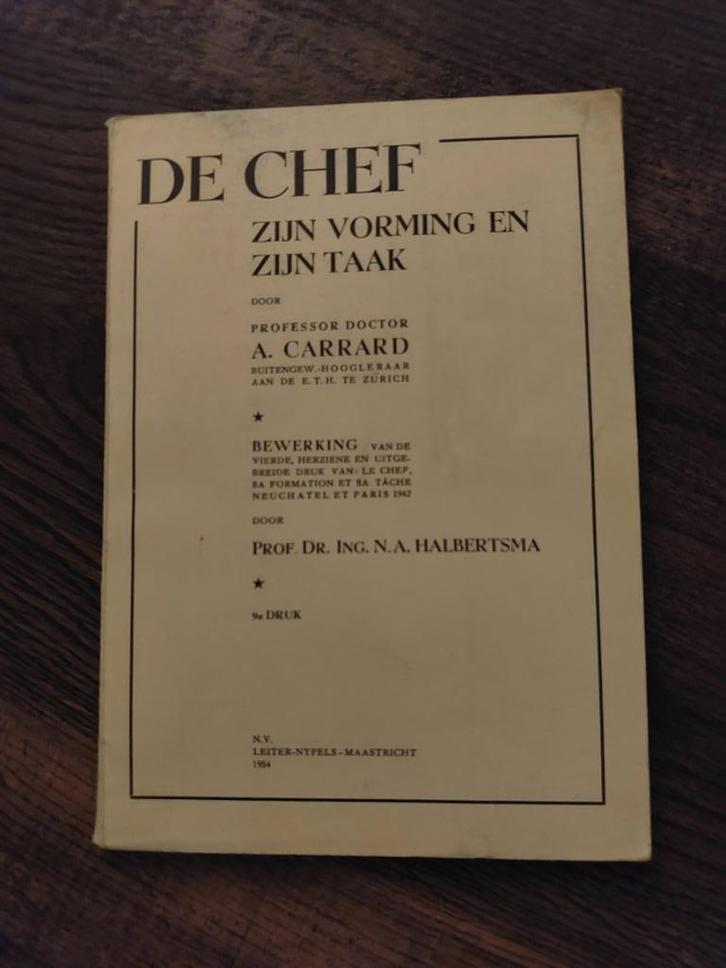 DE CHEF
ZIJN VORMING EN
ZIJN TAAK
DOOR
PROFESSOR DOCTOR
A. CARRARD
BUITENGEW.-HOOGLERAAR
AAN DE E.T.H. TE ZÜRICH
★
BEWERKING VAN DE
VIERDE, HERZIENE EN UITGE-
BREIDE DRUK VAN: LE CHEF,
SA FORMATION ET SA TÂCHE
NEUCHATEL ET PARIS 1942
DOOR
PROF. DR. ING. N.A. HALBERTSMA
★
9e DRUK
N.V.
LEITER-NYPELS-MAASTRICHT
1954